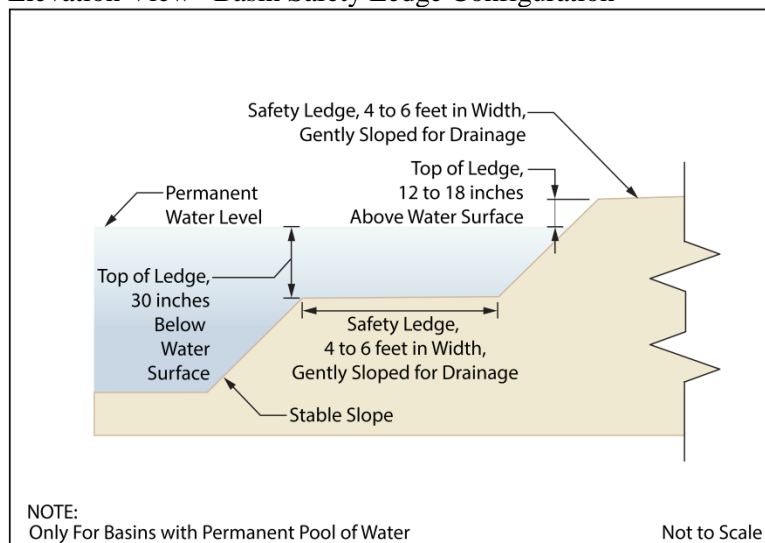 Elevation View - Basin Safety Ledge Configuration
Safety Ledge, 4 to 6 feet in Width,
Gently Sloped for Drainage
Top of Ledge,
12 to 18 inches
Above Water Surface
Permanent
Water Level
Top of Ledge,
30 inches
Below
Water
Surface
Safety Ledge,
4 to 6 feet in Width,
Gently Sloped for Drainage
Stable Slope
NOTE:
Only For Basins with Permanent Pool of Water
Not to Scale